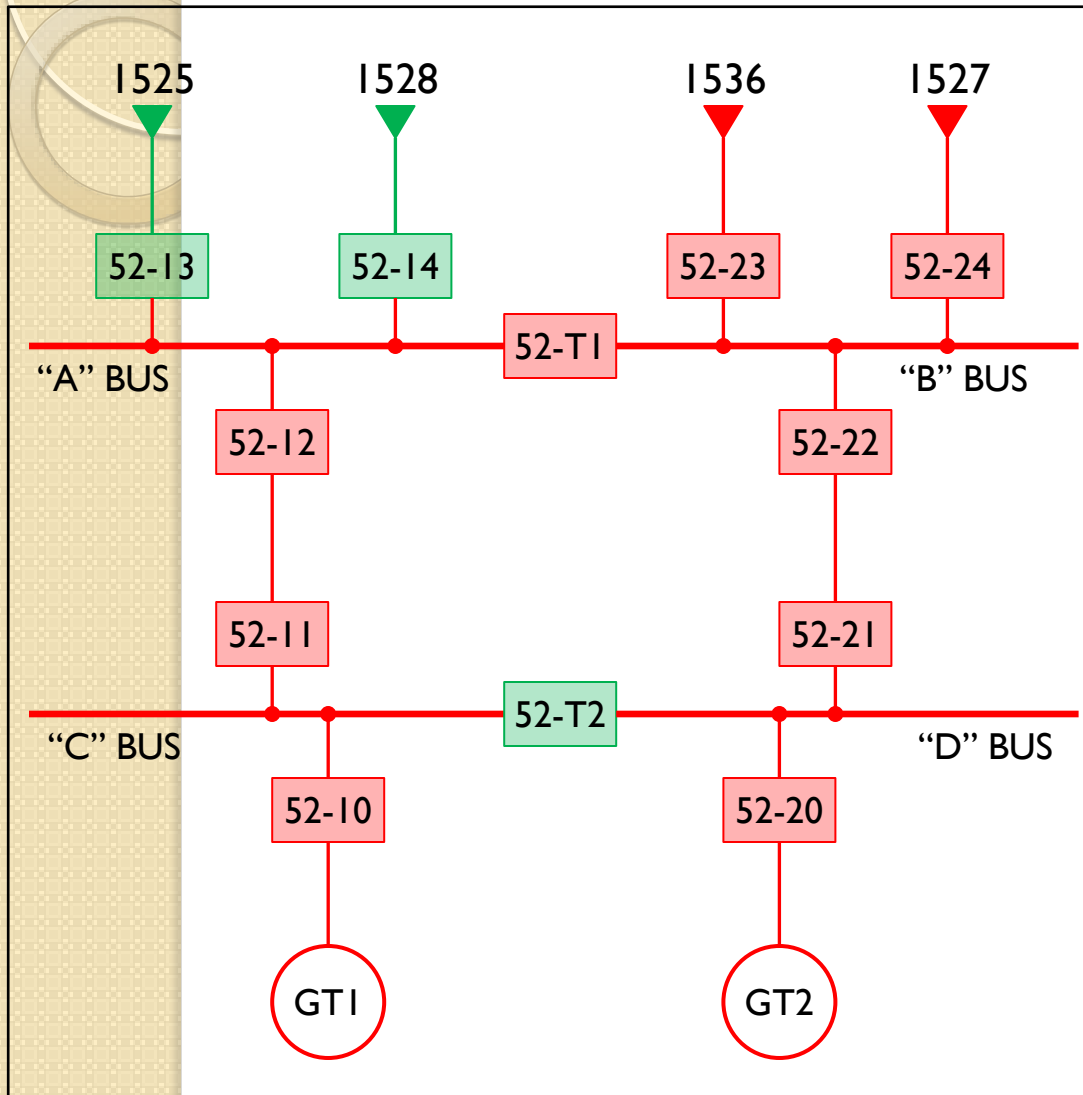 1525 1528 1536 1527
52-13 52-14 52-23 52-24
52-T1
“A” BUS “B” BUS
52-12 52-22
52-11 52-21
52-T2
“C” BUS “D” BUS
52-10 52-20
GT1 GT2